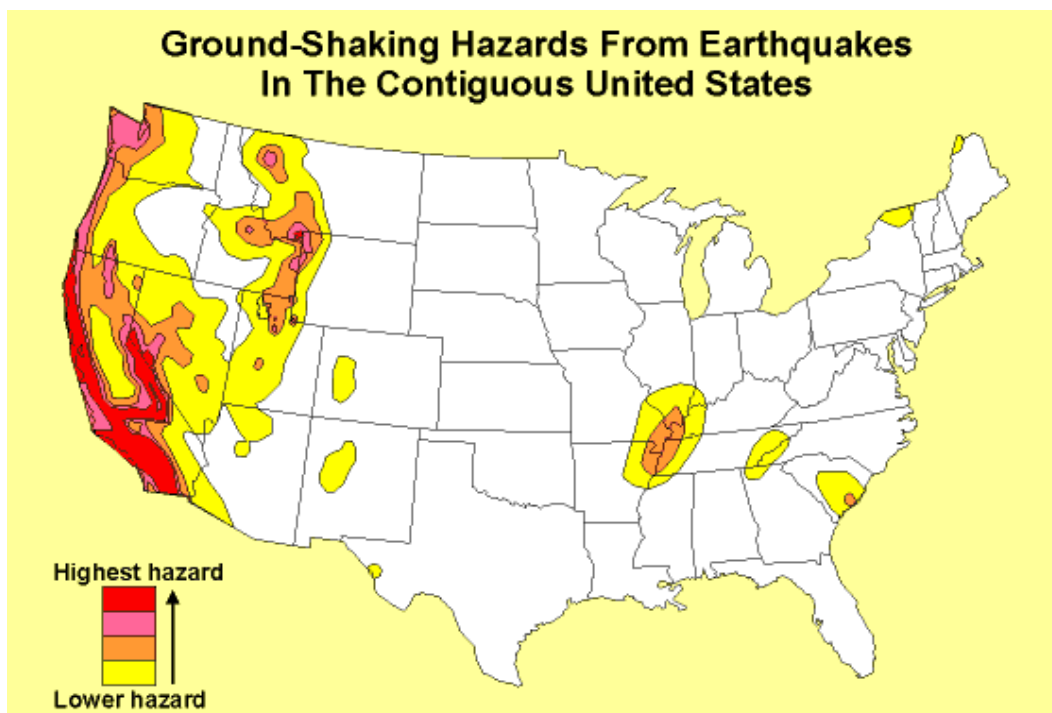 Ground-Shaking Hazards From Earthquakes
In The Contiguous United States
Highest hazard
Lower hazard